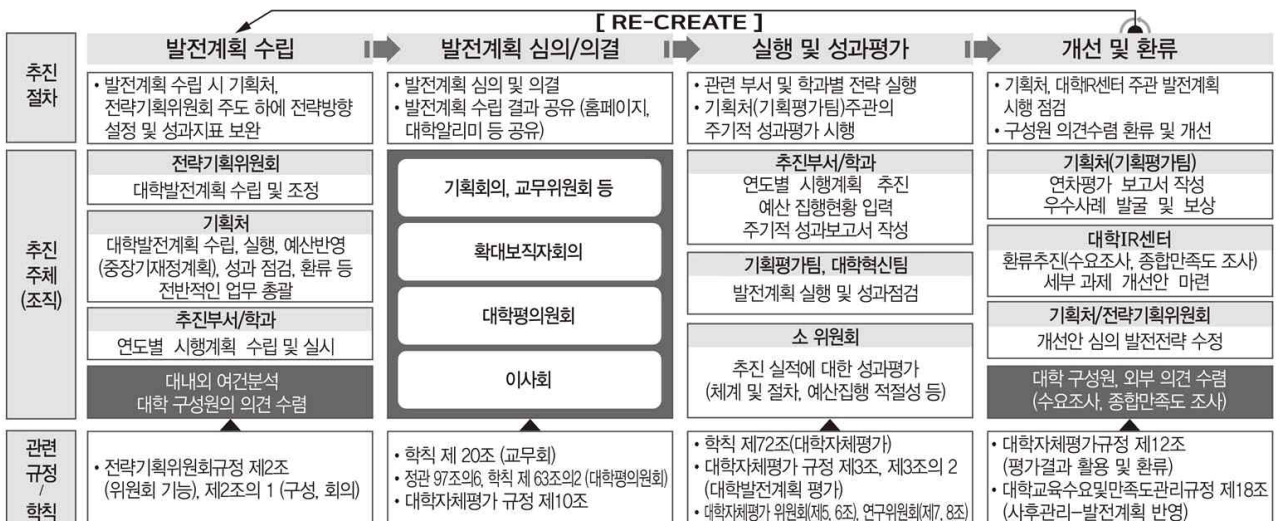 [ RE-CREATE ]
추진
절차
발전계획 수립
발전계획 심의/의결
실행 및 성과평가
개선 및 환류
• 발전계획 수립 시 기획처,
전략기획위원회 주도 하에 전략방향
설정 및 성과지표 보완
• 발전계획 심의 및 의결
• 발전계획 수립 결과 공유 (홈페이지,
대학알리미 등 공유)
• 관련 부서 및 학과별 전략 실행
• 기획처(기획평가팀)주관의
주기적 성과평가 시행
• 기획처, 대학IR센터 주관 발전계획
시행 점검
• 구성원 의견수렴 환류 및 개선
추진
주체
(조직)
전략기획위원회
대학발전계획 수립 및 조정
기획처
대학발전계획 수립, 실행, 예산반영
(중장기재정계획), 성과 점검, 환류 등
전반적인 업무 총괄
추진부서/학과
연도별 시행계획 수립 및 실시
대내외 여건분석
대학 구성원의 의견 수렴
기획회의, 교무위원회 등
확대보직자회의
대학평의원회
이사회
추진부서/학과
연도별 시행계획 추진
예산 집행현황 입력
주기적 성과보고서 작성
기획평가팀, 대학혁신팀
발전계획 실행 및 성과점검
소 위원회
추진 실적에 대한 성과평가
(체계 및 절차, 예산집행 적절성 등)
기획처(기획평가팀)
연차평가 보고서 작성
우수사례 발굴 및 보상
대학IR센터
환류추진(수요조사, 종합만족도 조사)
세부 과제 개선안 마련
기획처/전략기획위원회
개선안 심의 발전전략 수정
대학 구성원, 외부 의견 수렴
(수요조사, 종합만족도 조사)
관련
규정
/
학칙
• 전략기획위원회규정 제2조
(위원회 기능), 제2조의 1 (구성, 회의)
• 학칙 제 20조 (교무회)
• 정관 97조의6, 학칙 제 63조의2 (대학평의원회)
• 대학자체평가 규정 제10조
• 학칙 제72조(대학자체평가)
• 대학자체평가 규정 제3조, 제3조의 2
(대학발전계획 평가)
• 대학자체평가 위원회(제5, 6조), 연구위원회(제7, 8조)
• 대학자체평가규정 제12조
(평가결과 활용 및 환류)
• 대학교육수요및만족도관리규정 제18조
(사후관리–발전계획 반영)